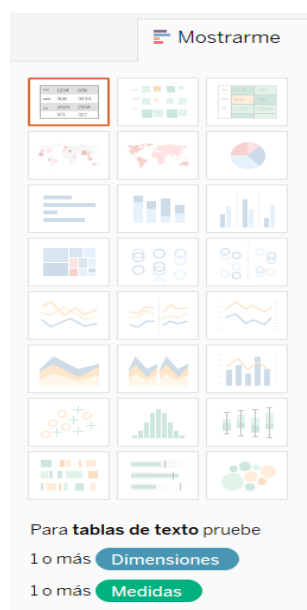 Mostrarme
Para tablas de texto pruebe
1 o más Dimensiones
1 o más Medidas